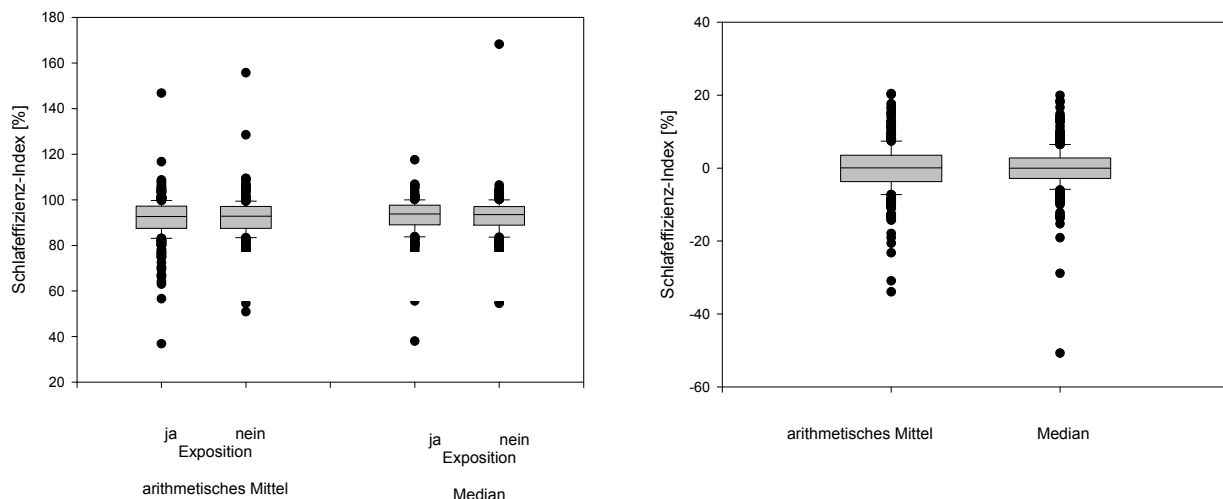 Schlafeffizienz-Index [%]
180
160
140
120
100
80
60
40
20
ja nein
Exposition
arithmetisches Mittel
ja nein
Exposition
Median
Schlafeffizienz-Index [%]
40
20
0
-20
-40
-60
arithmetisches Mittel
Median